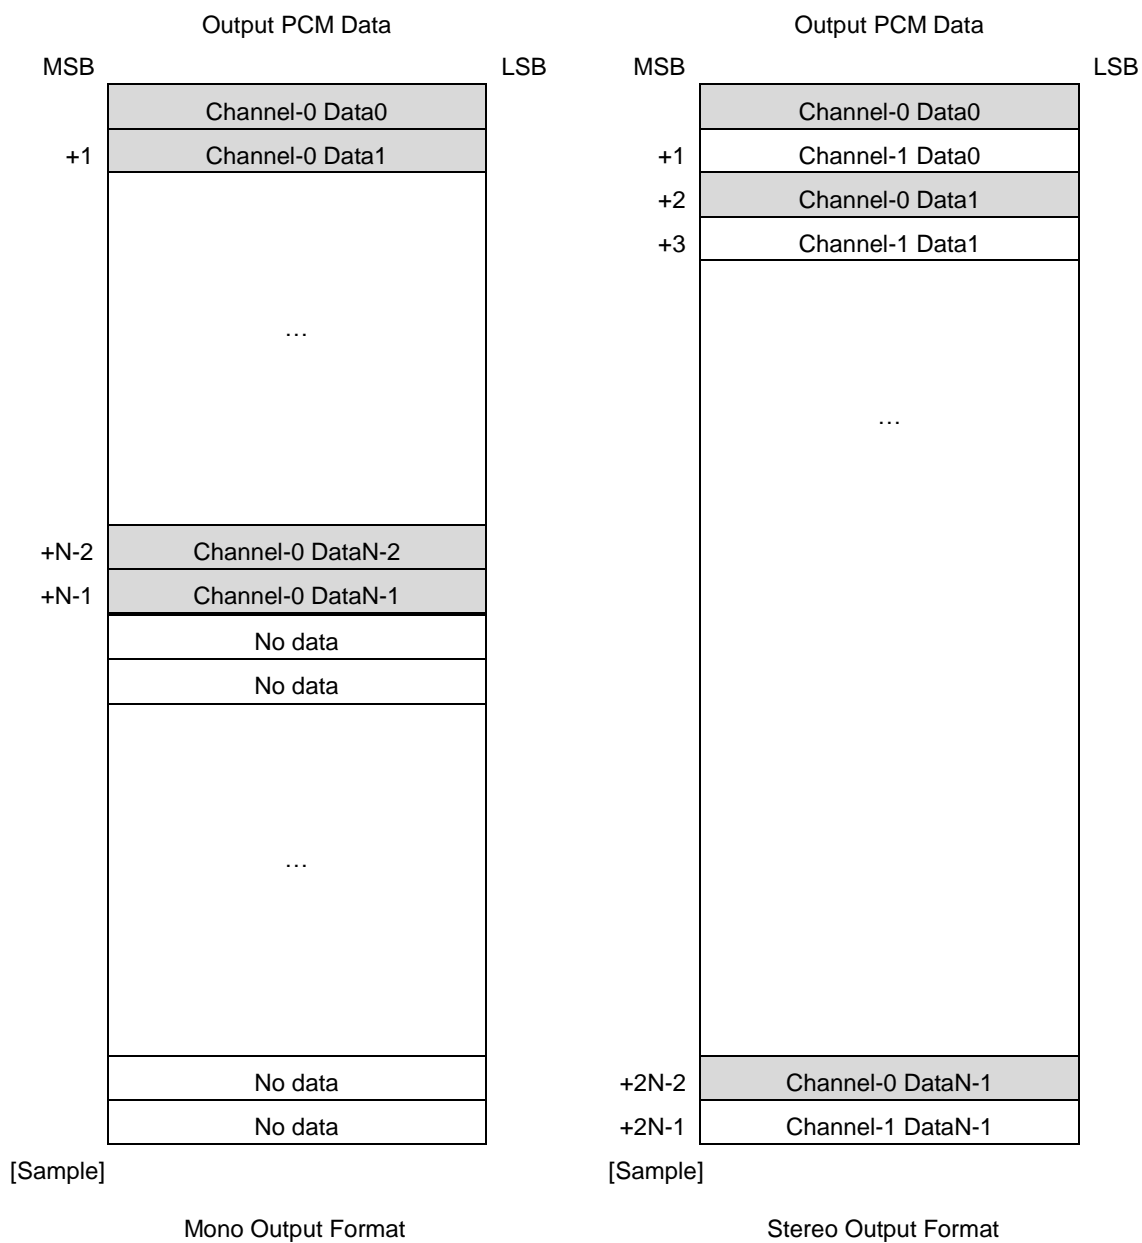 Output PCM Data
MSB LSB
Channel-0 Data0
+1 Channel-0 Data1
…
+N-2 Channel-0 DataN-2
+N-1 Channel-0 DataN-1
No data
No data
…
No data
No data
[Sample]
Mono Output Format
Output PCM Data
MSB LSB
Channel-0 Data0
+1 Channel-1 Data0
+2 Channel-0 Data1
+3 Channel-1 Data1
…
+2N-2 Channel-0 DataN-1
+2N-1 Channel-1 DataN-1
[Sample]
Stereo Output Format